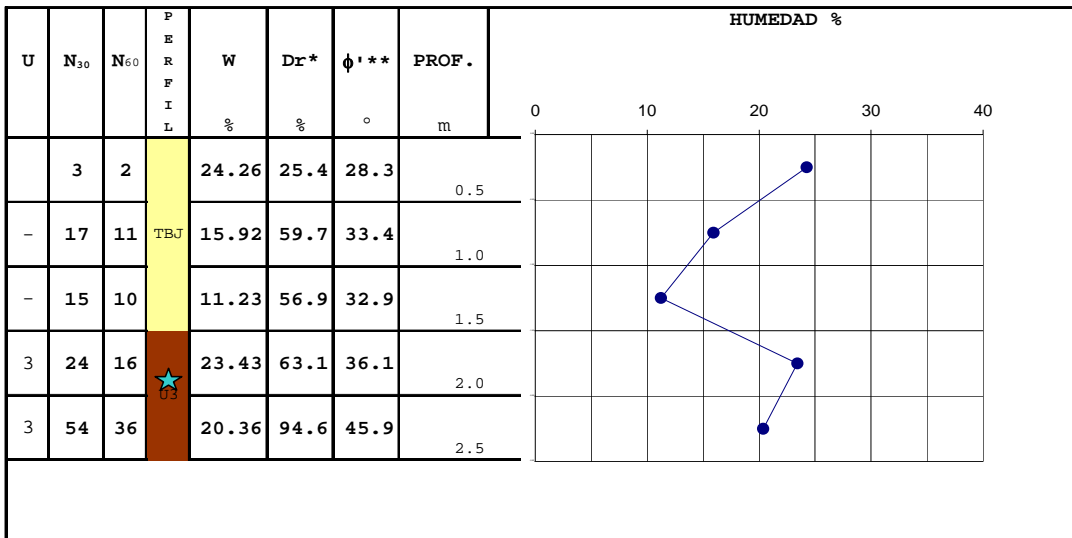 HUMEDAD %
U N₃₀ N60 PERFIL W Dr* ϕ'** PROF.
% % ° m
0 10 20 30 40
3 2 24.26 25.4 28.3 0.5
- 17 11 TBJ 15.92 59.7 33.4 1.0
- 15 10 11.23 56.9 32.9 1.5
3 24 16 U3 23.43 63.1 36.1 2.0
3 54 36 20.36 94.6 45.9 2.5